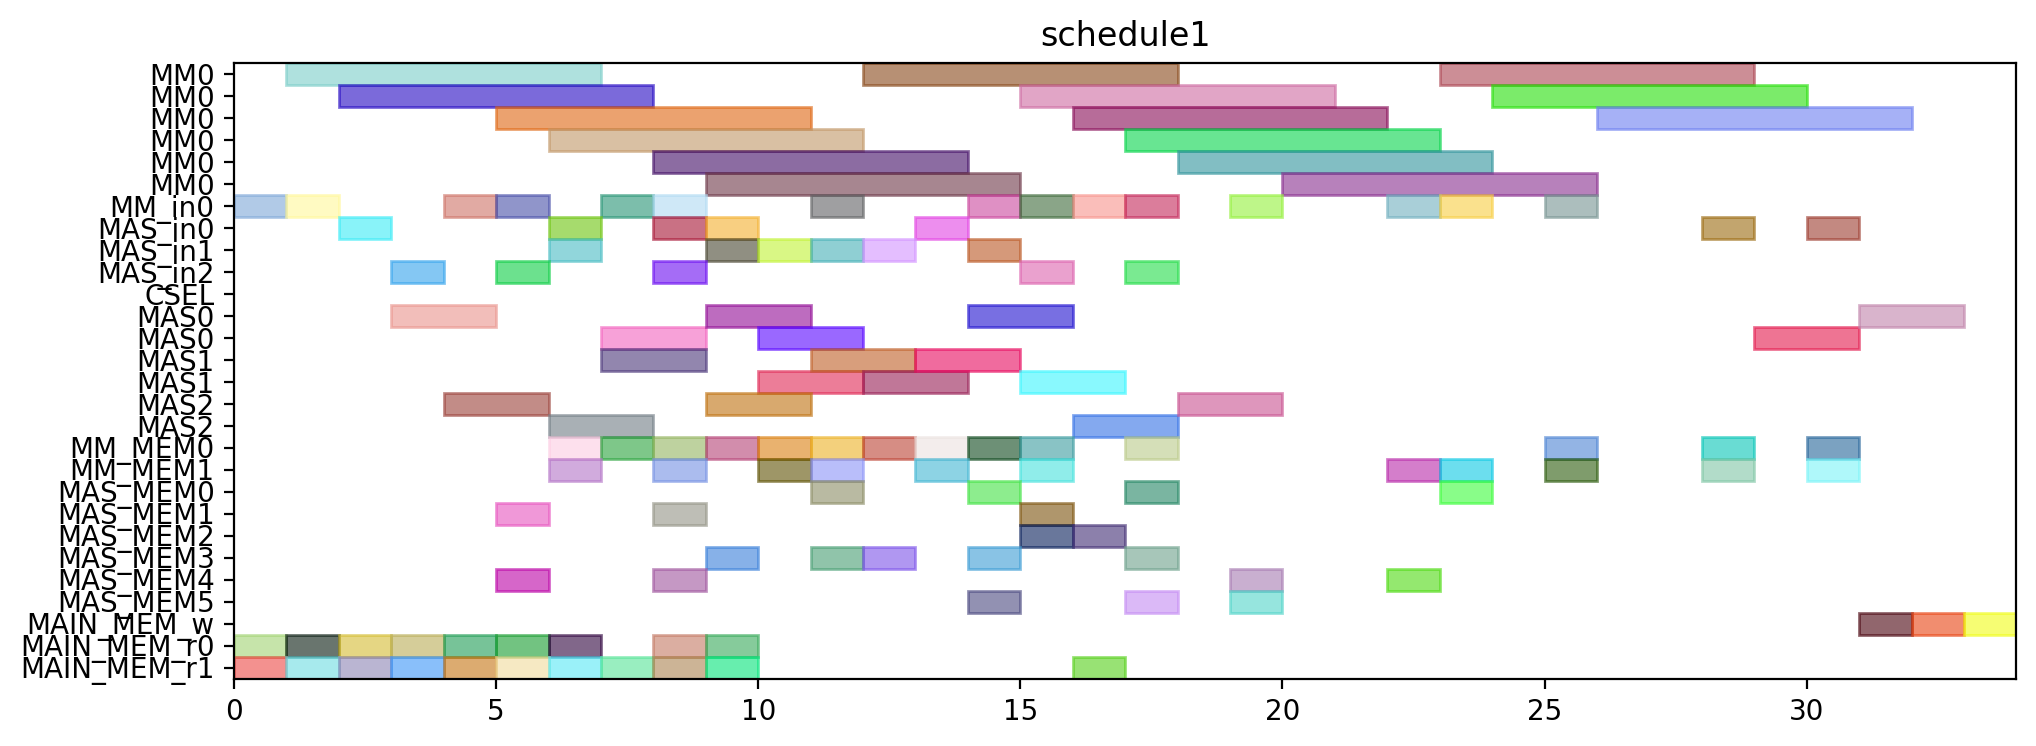 schedule1
MM0
MM0
MM0
MM0
MM0
MM0
MM_in0
MAS_in0
MAS_in1
MAS_in2
CSEL
MAS0
MAS0
MAS1
MAS1
MAS2
MAS2
MM_MEM0
MM_MEM1
MAS_MEM0
MAS_MEM1
MAS_MEM2
MAS_MEM3
MAS_MEM4
MAS_MEM5
MAIN_MEM_w
MAIN_MEM_r0
MAIN_MEM_r1
0 5 10 15 20 25 30